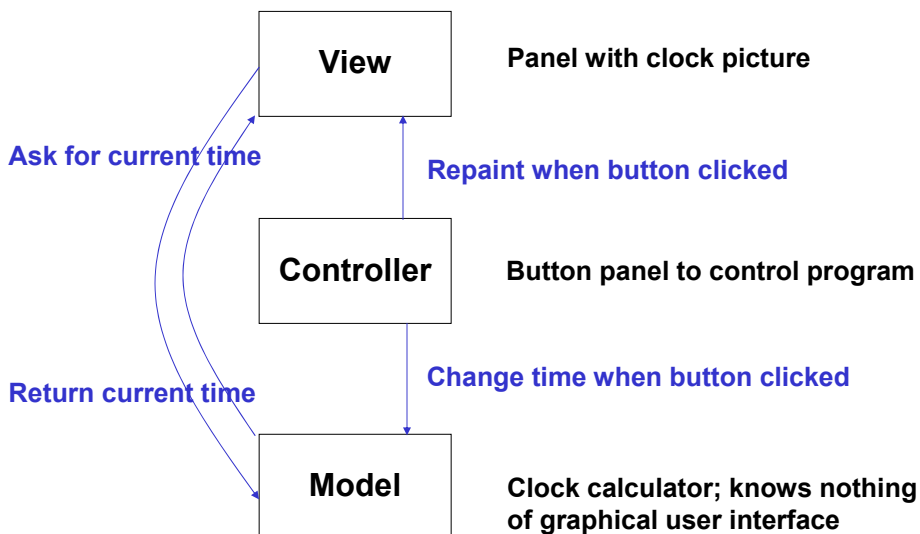 View
Panel with clock picture
Ask for current time
Repaint when button clicked
Controller
Button panel to control program
Return current time
Change time when button clicked
Model
Clock calculator; knows nothing
of graphical user interface